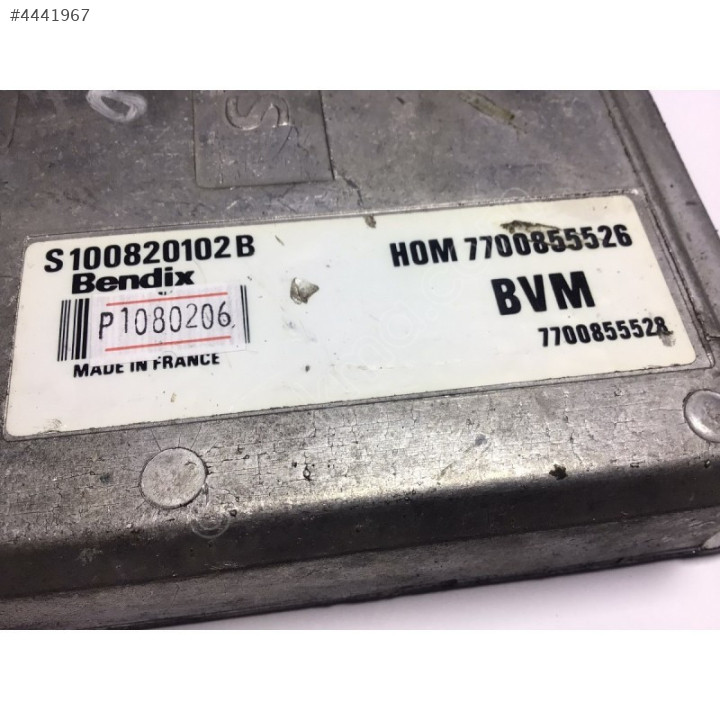 #4441967
S100820102B
HOM 7700855526
Bendix
BVM
P1080206
7700855528
MADE IN FRANCE